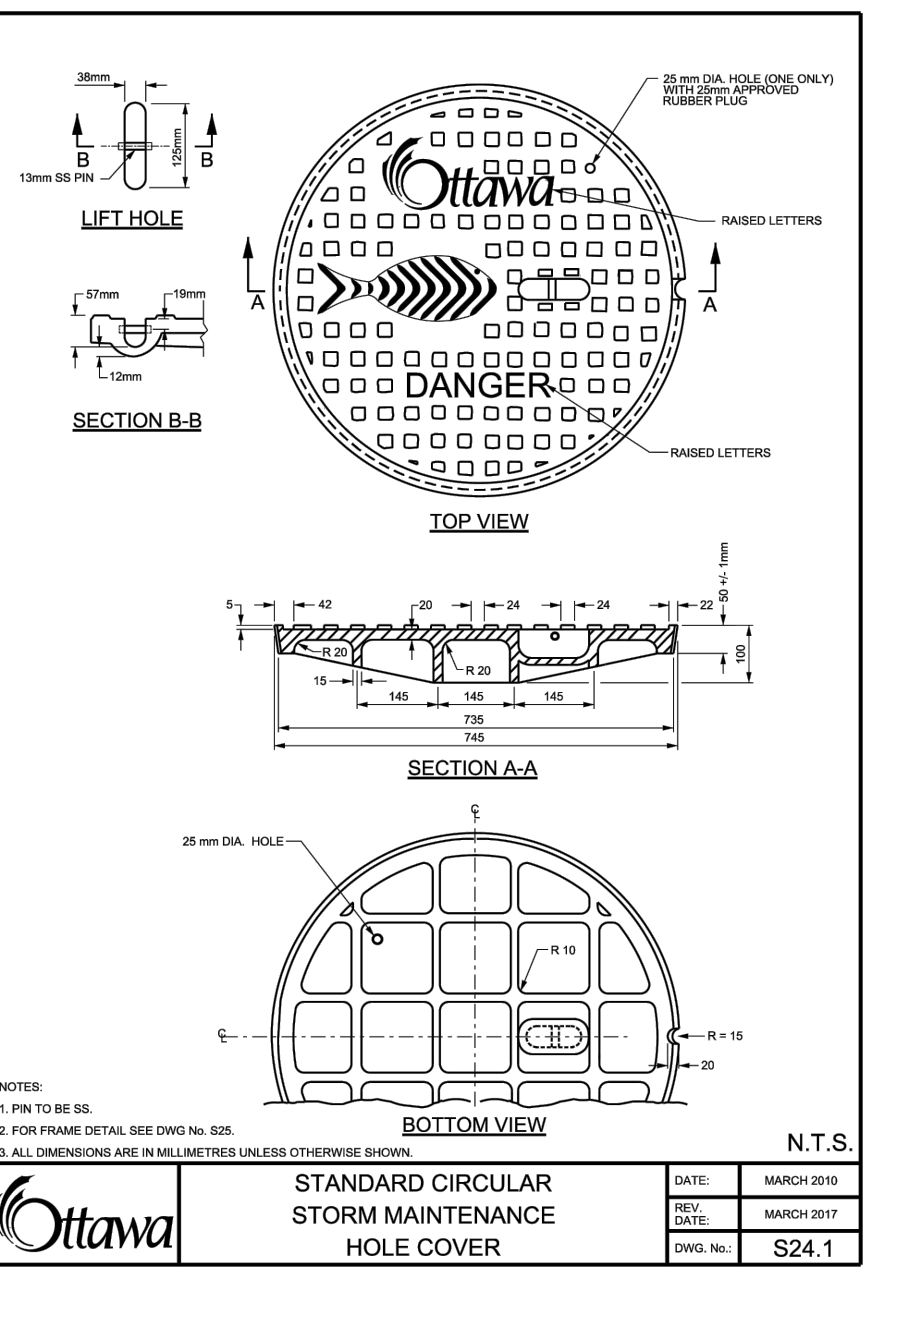 38mm
B
B
125mm
13mm SS PIN
LIFT HOLE
57mm
19mm
12mm
SECTION B-B
25 mm DIA. HOLE (ONE ONLY)
WITH 25mm APPROVED
RUBBER PLUG
Ottawa
RAISED LETTERS
A
A
DANGER
RAISED LETTERS
TOP VIEW
5
42
20
24
24
22
50 +/- 1mm
100
R 20
R 20
15
145
145
145
735
745
SECTION A-A
℄
25 mm DIA. HOLE
R 10
℄
R = 15
20
BOTTOM VIEW
NOTES:
1. PIN TO BE SS.
2. FOR FRAME DETAIL SEE DWG No. S25.
3. ALL DIMENSIONS ARE IN MILLIMETRES UNLESS OTHERWISE SHOWN.
N.T.S.
Ottawa
STANDARD CIRCULAR
STORM MAINTENANCE
HOLE COVER
DATE: MARCH 2010
REV.
DATE: MARCH 2017
DWG. No.: S24.1